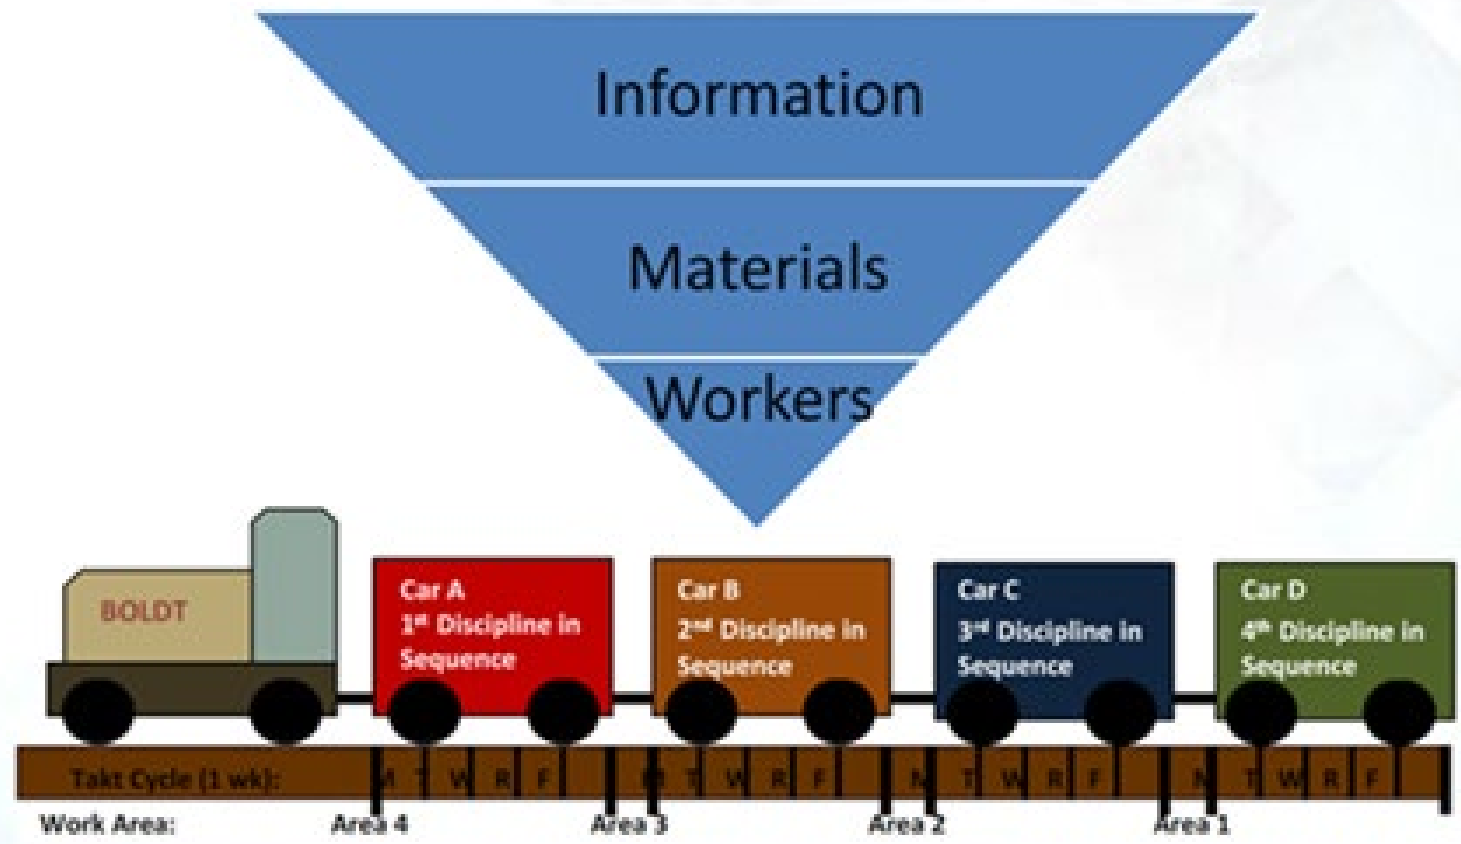 Information
Materials
Workers
BOLDT
Car A
1st Discipline in
Sequence
Car B
2nd Discipline in
Sequence
Car C
3rd Discipline in
Sequence
Car D
4th Discipline in
Sequence
Takt Cycle (1 wk): M T W R F M T W R F M T W R F M T W R F
Work Area: Area 4 Area 3 Area 2 Area 1